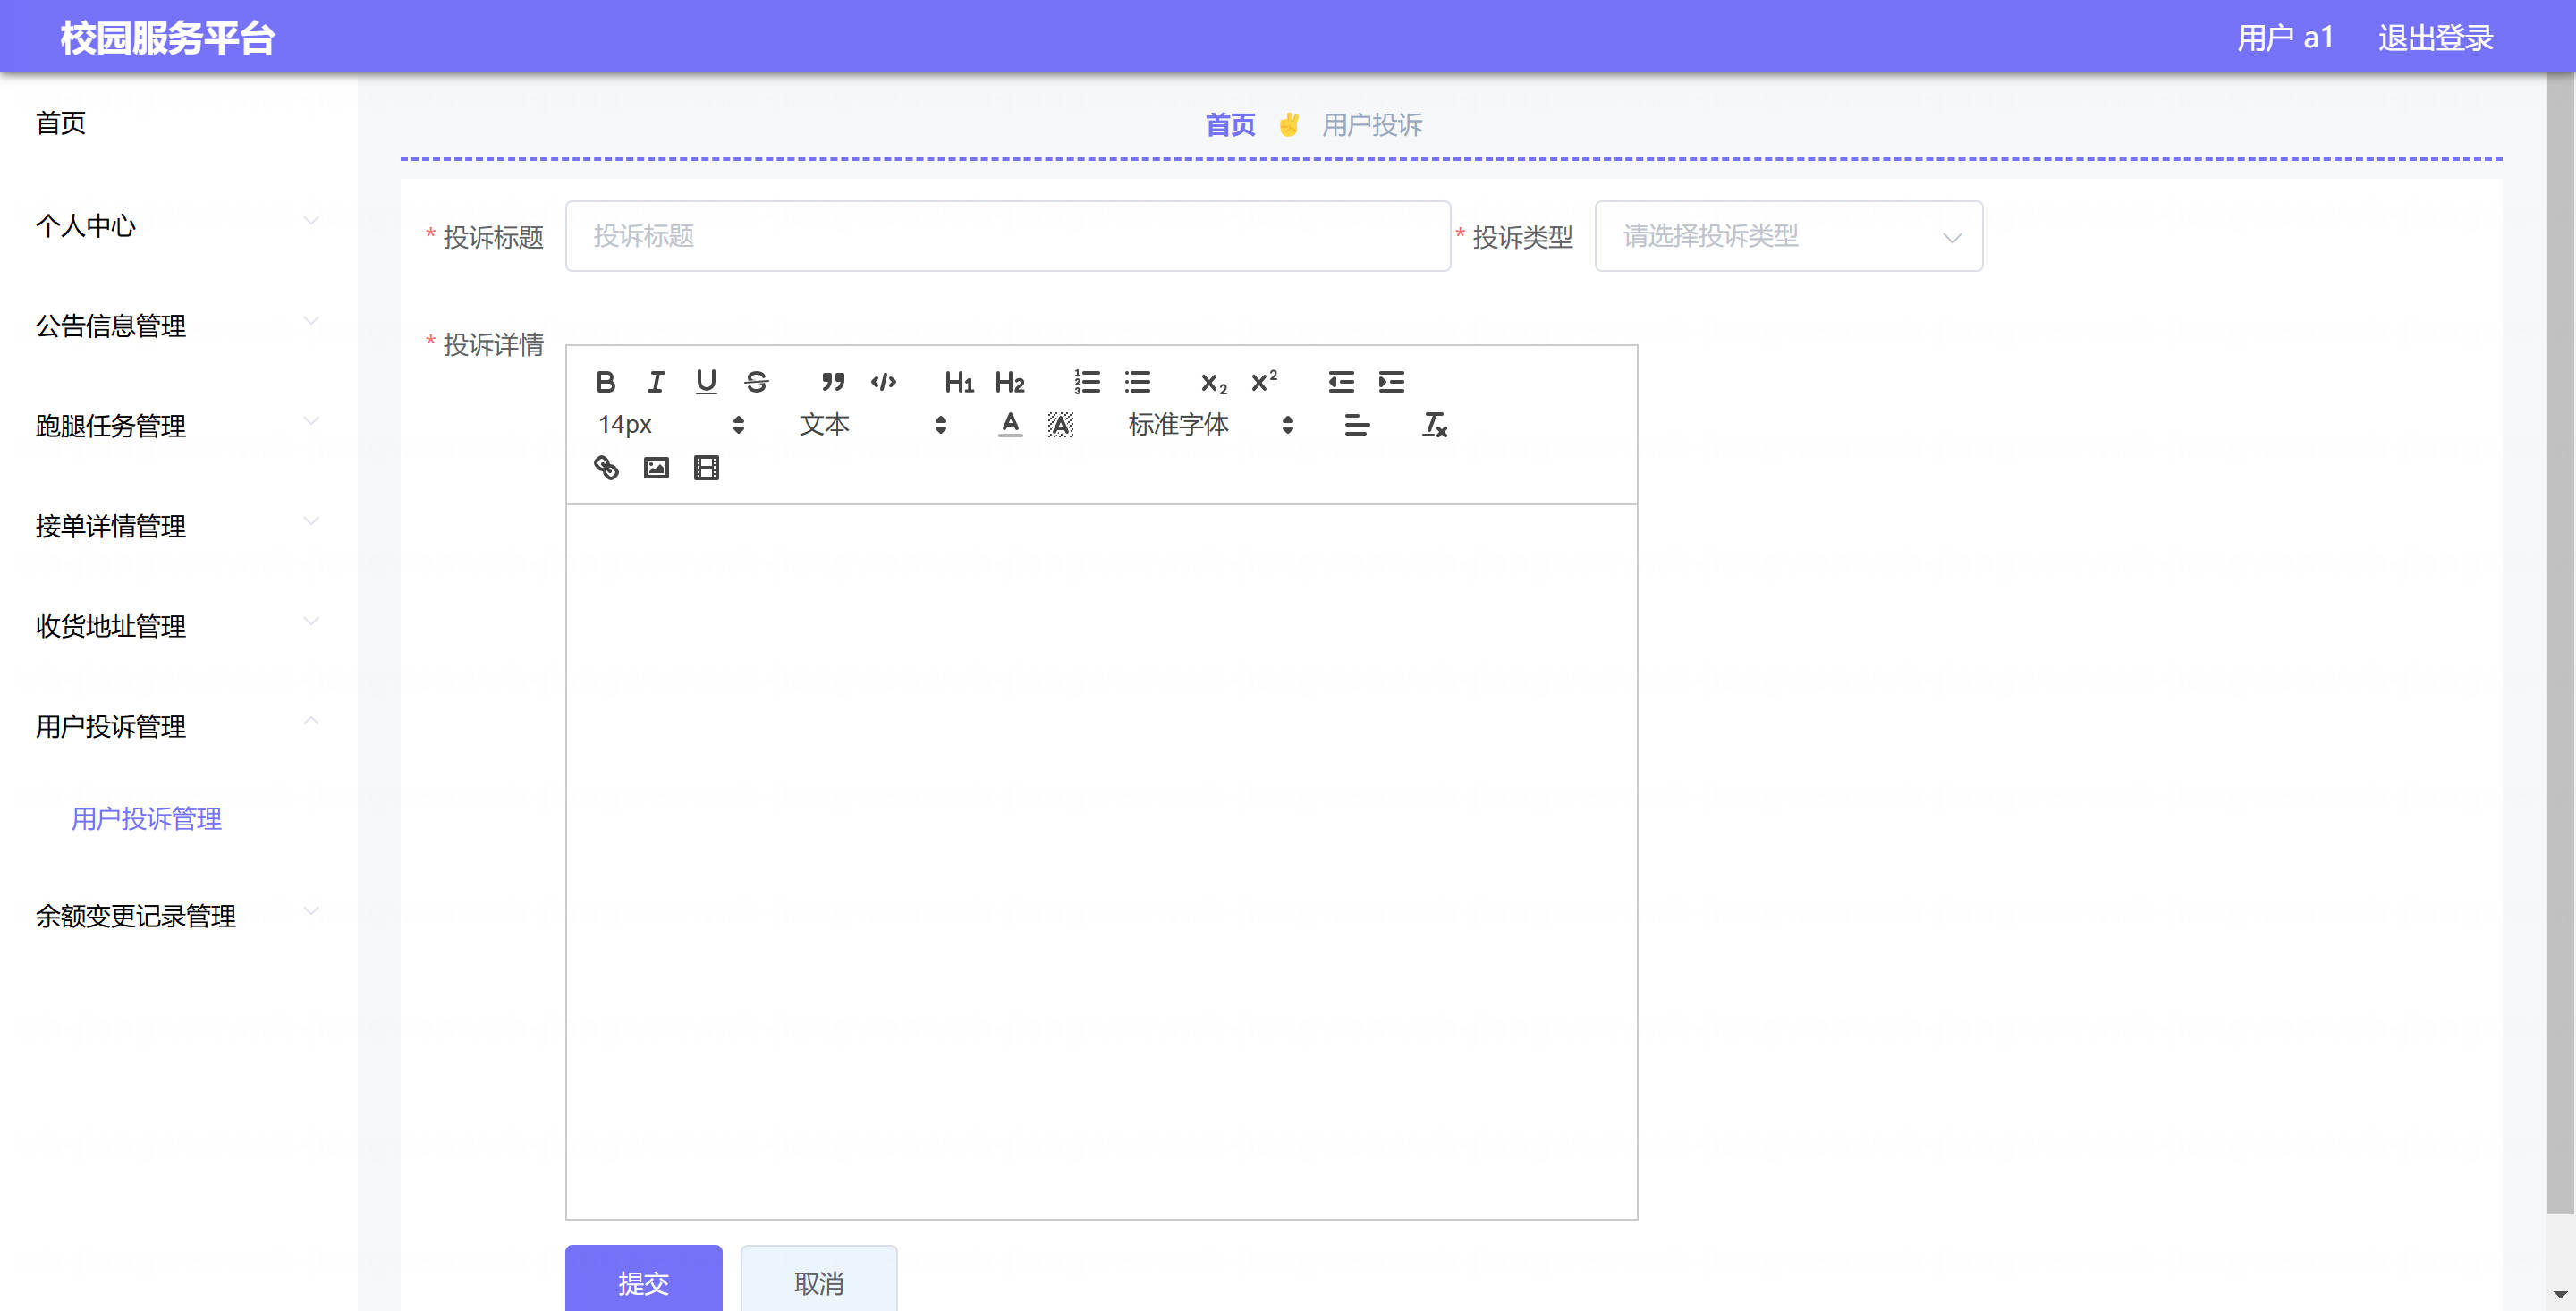 校园服务平台
用户 a1
退出登录
首页
个人中心
公告信息管理
跑腿任务管理
接单详情管理
收货地址管理
用户投诉管理
用户投诉管理
余额变更记录管理
首页 ✌ 用户投诉
* 投诉标题 投诉标题
* 投诉类型 请选择投诉类型
* 投诉详情
14px 文本 标准字体
提交
取消